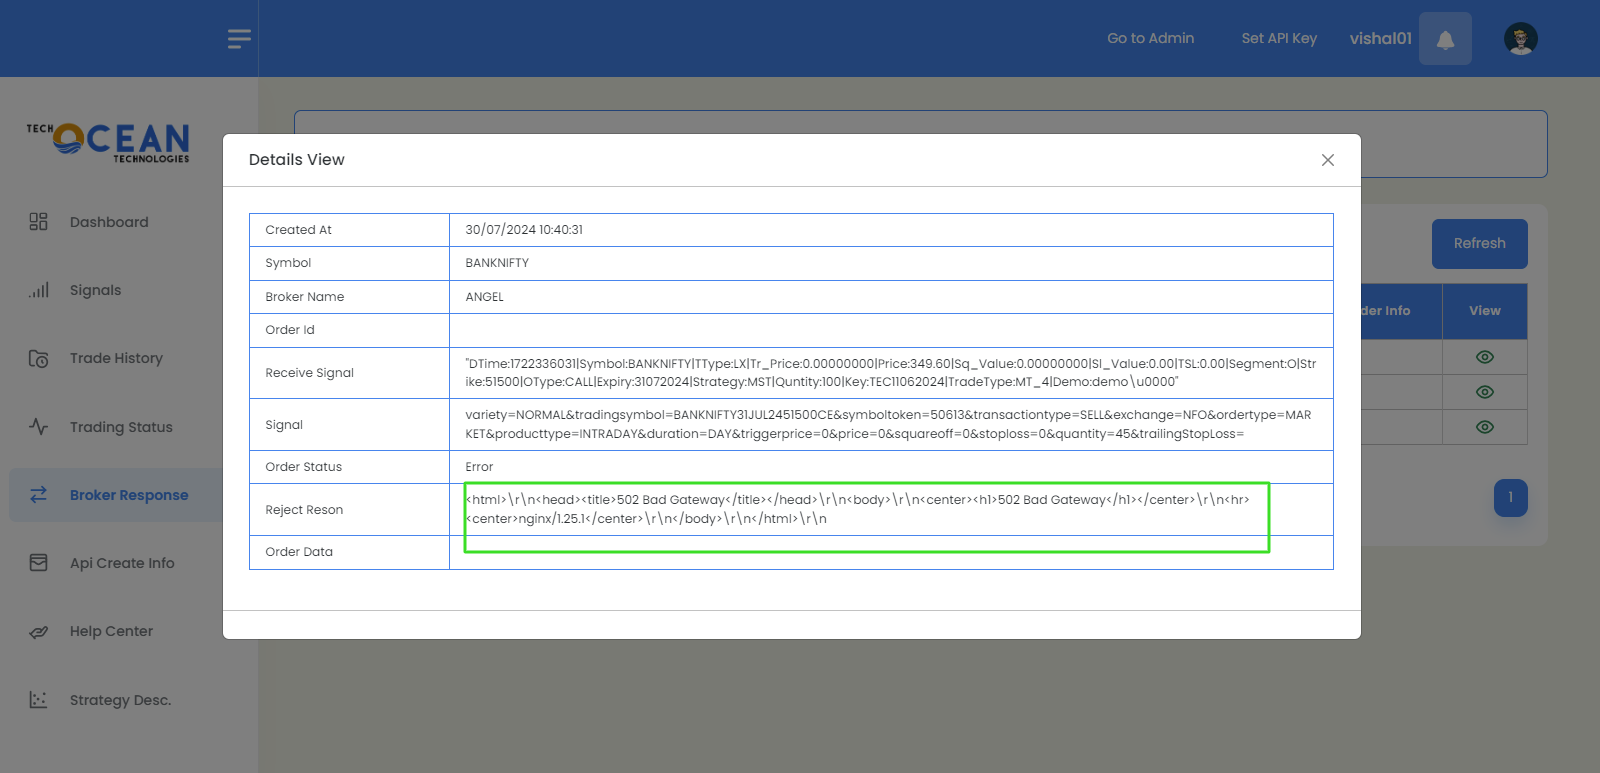 Go to Admin
Set API Key
vishal01
TECH OCEAN
TECHNOLOGIES
Dashboard
Signals
Trade History
Trading Status
Broker Response
Api Create Info
Help Center
Strategy Desc.
Details View
Created At 30/07/2024 10:40:31
Symbol BANKNIFTY
Broker Name ANGEL
Order Id
Receive Signal
"DTime:1722336031|Symbol:BANKNIFTY|TType:LX|Tr_Price:0.00000000|Price:349.60|Sq_Value:0.00000000|Sl_Value:0.00|TSL:0.00|Segment:O|Str
ike:51500|OType:CALL|Expiry:31072024|Strategy:MST|Quntity:100|Key:TEC11062024|TradeType:MT_4|Demo:demo\u0000"
Signal
variety=NORMAL&tradingsymbol=BANKNIFTY31JUL2451500CE&symboltoken=50613&transactiontype=SELL&exchange=NFO&ordertype=MAR
KET&producttype=INTRADAY&duration=DAY&triggerprice=0&price=0&squareoff=0&stoploss=0&quantity=45&trailingStopLoss=
Order Status Error
Reject Reson
<html>\r\n<head><title>502 Bad Gateway</title></head>\r\n<body>\r\n<center><h1>502 Bad Gateway</h1></center>\r\n<hr>
<center>nginx/1.25.1</center>\r\n</body>\r\n</html>\r\n
Order Data
Refresh
der Info
View
1